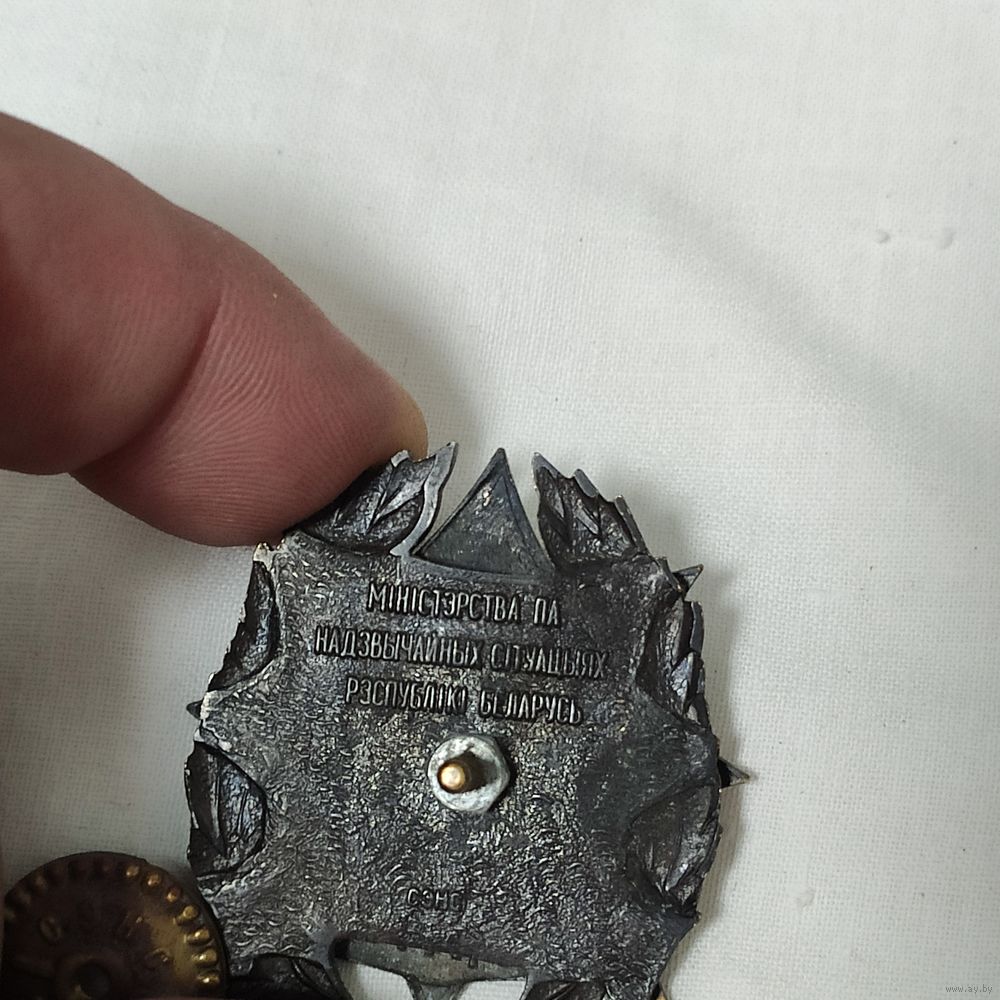 МІНІСТЭРСТВА ПА
НАДЗВЫЧАЙНЫХ СІТУАЦЫЯХ
РЭСПУБЛІКІ БЕЛАРУСЬ
www.ay.by